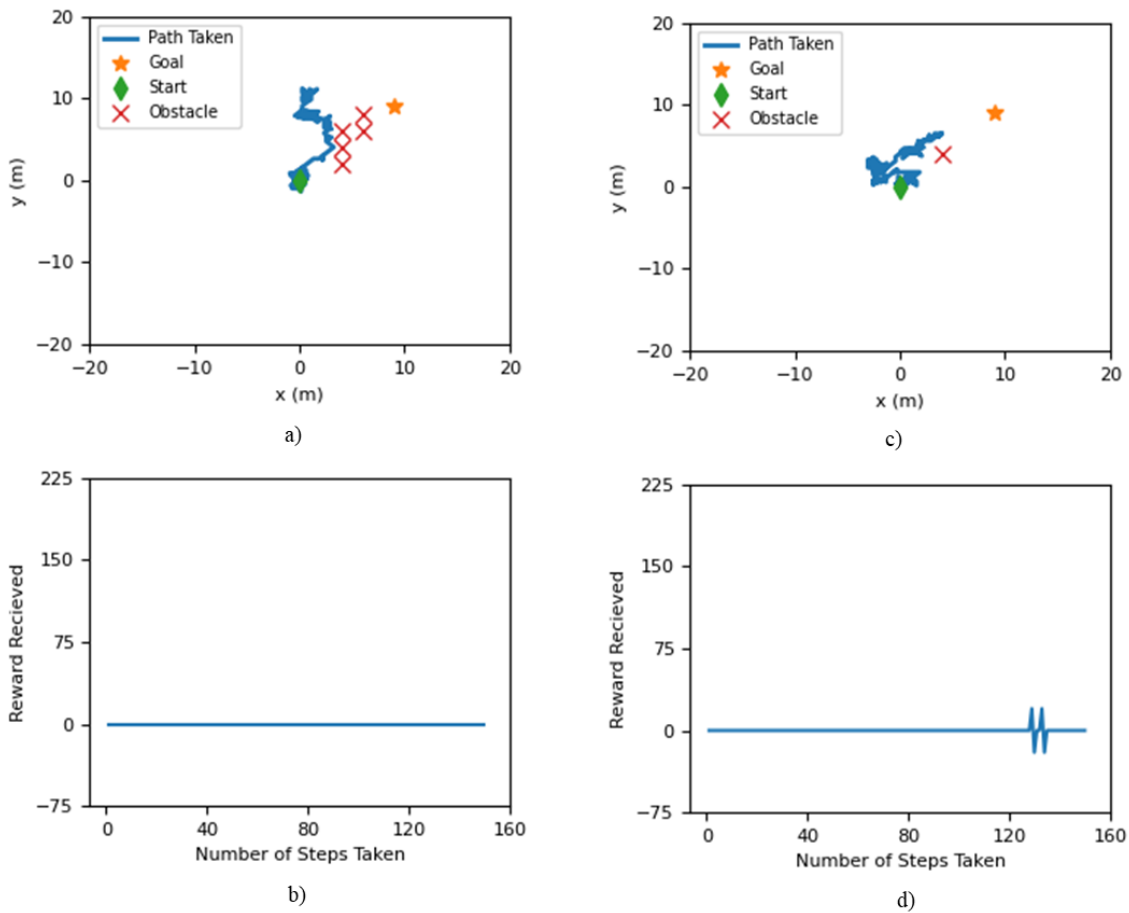 20
10
0
−10
−20
y (m)
Path Taken
Goal
Start
Obstacle
−20
−10
0
10
20
x (m)
a)
20
10
0
−10
−20
y (m)
Path Taken
Goal
Start
Obstacle
−20
−10
0
10
20
x (m)
c)
225
150
75
0
−75
Reward Recieved
0
40
80
120
160
Number of Steps Taken
b)
225
150
75
0
−75
Reward Recieved
0
40
80
120
160
Number of Steps Taken
d)